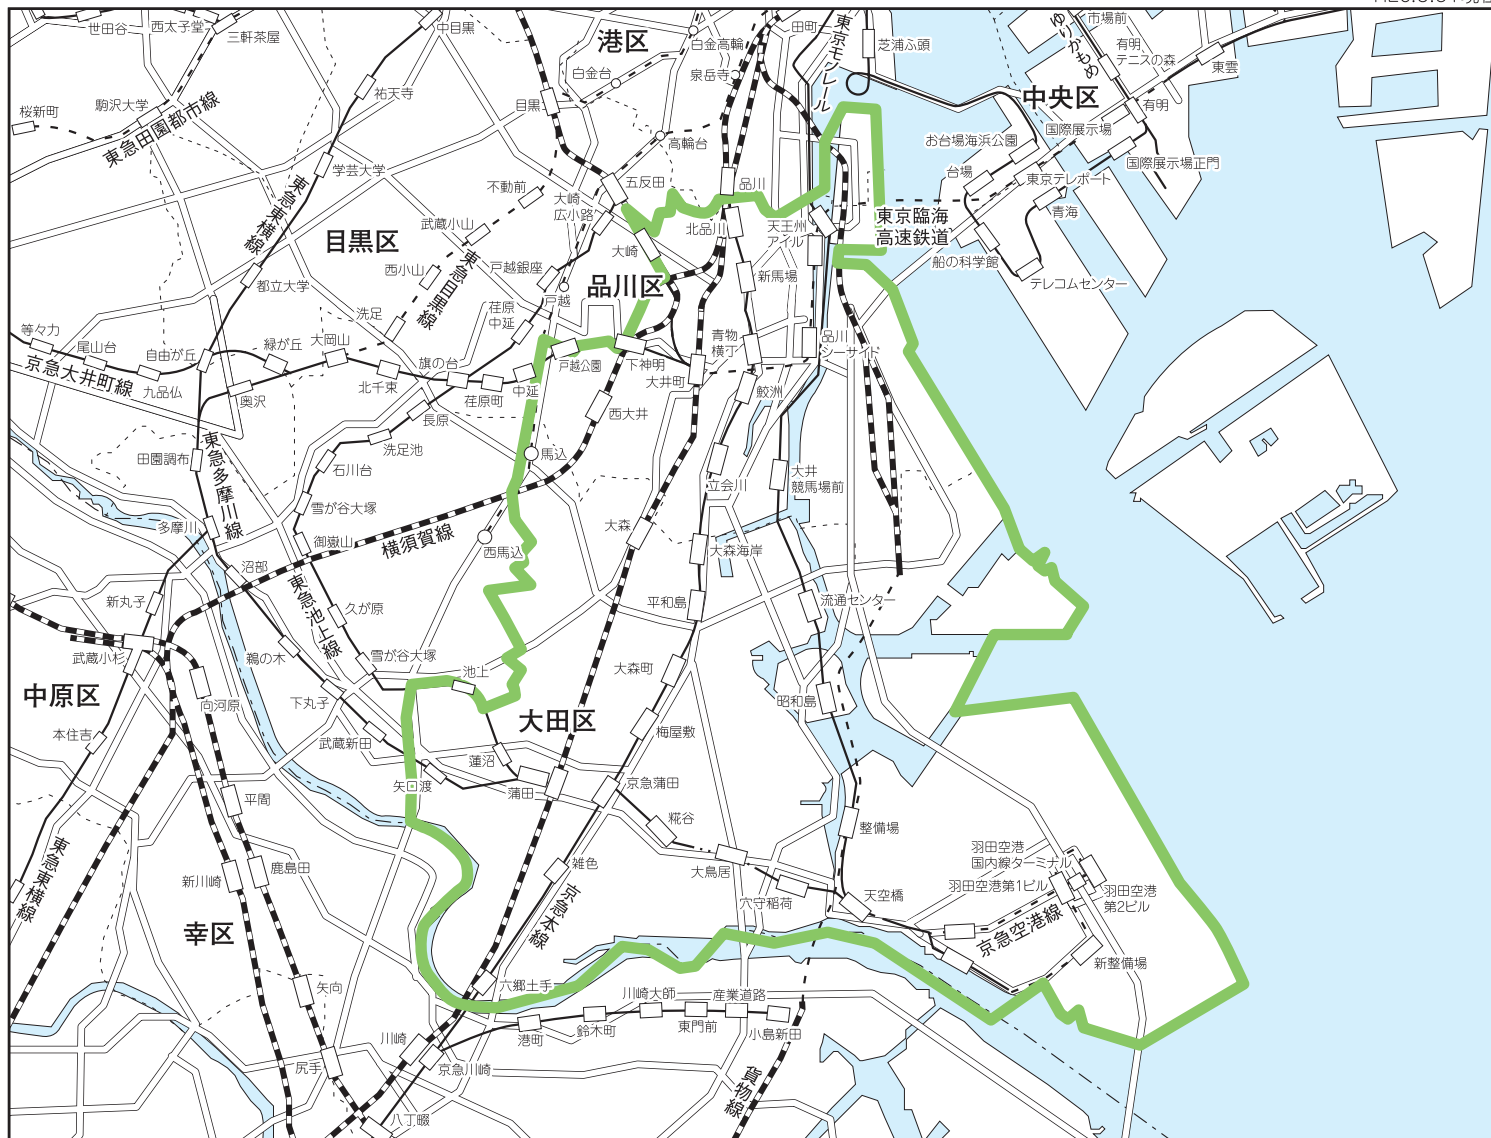 世田谷
西太子堂
三軒茶屋
中目黒
港区
白金高輪
泉岳寺
白金台
田町
東京モノレール
芝浦ふ頭
ゆりかもめ
市場前
有明
テニスの森
東雲
中央区
有明
国際展示場
国際展示場正門
お台場海浜公園
台場
東京テレポート
青海
東京臨海
高速鉄道
船の科学館
テレコムセンター
桜新町
駒沢大学
東急田園都市線
祐天寺
目黒
高輪台
学芸大学
東急東横線
不動前
大崎
広小路
五反田
品川
北品川
天王州
アイル
目黒区
武蔵小山
西小山
東急目黒線
戸越銀座
戸越
大崎
品川区
新馬場
都立大学
洗足
荏原
中延
等々力
尾山台
京急大井町線
九品仏
自由が丘
緑が丘
大岡山
奥沢
北千束
旗の台
荏原町
中延
戸越公園
下神明
大井町
青物
横丁
品川
シーサイド
鮫洲
長原
洗足池
西大井
馬込
石川台
田園調布
東急多摩川線
雪が谷大塚
立会川
大井
競馬場前
多摩川
御嶽山
横須賀線
西馬込
大森
大森海岸
沼部
東急池上線
新丸子
久が原
平和島
流通センター
武蔵小杉
鵜の木
雪が谷大塚
池上
大森町
中原区
向河原
下丸子
大田区
昭和島
本住吉
武蔵新田
蓮沼
梅屋敷
矢口渡
蒲田
京急蒲田
平間
糀谷
整備場
東急東横線
新川崎
鹿島田
雑色
大鳥居
穴守稲荷
天空橋
羽田空港
国内線ターミナル
羽田空港第1ビル
羽田空港
第2ビル
京急空港線
新整備場
幸区
京急本線
矢向
六郷土手
川崎大師
産業道路
港町
鈴木町
東門前
小島新田
川崎
京急川崎
尻手
八丁畷
貨物線